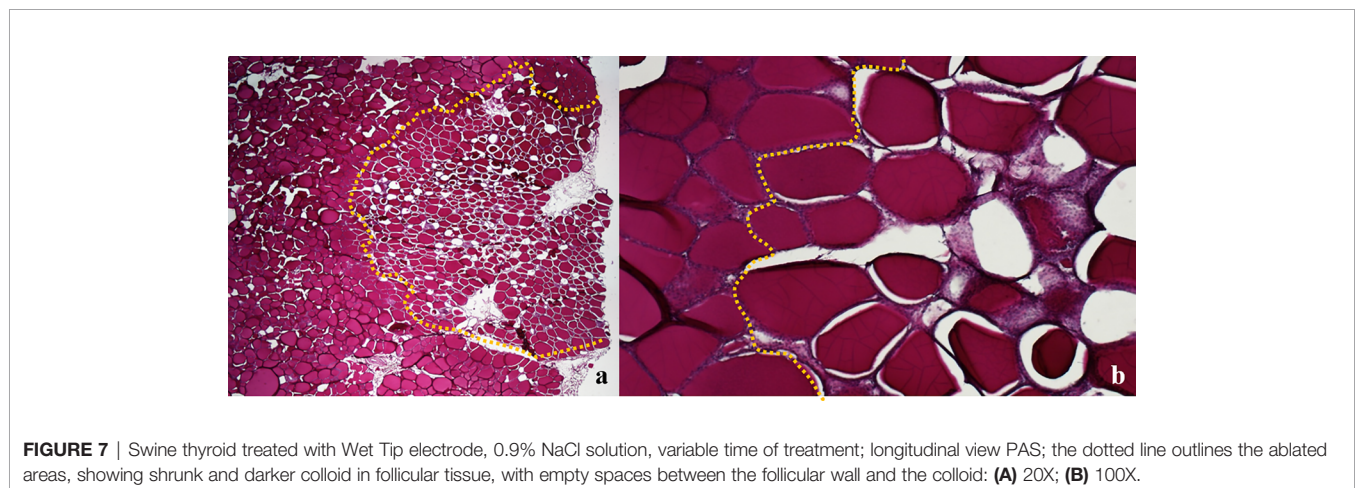 a
b
FIGURE 7 | Swine thyroid treated with Wet Tip electrode, 0.9% NaCl solution, variable time of treatment; longitudinal view PAS; the dotted line outlines the ablated
areas, showing shrunk and darker colloid in follicular tissue, with empty spaces between the follicular wall and the colloid: (A) 20X; (B) 100X.